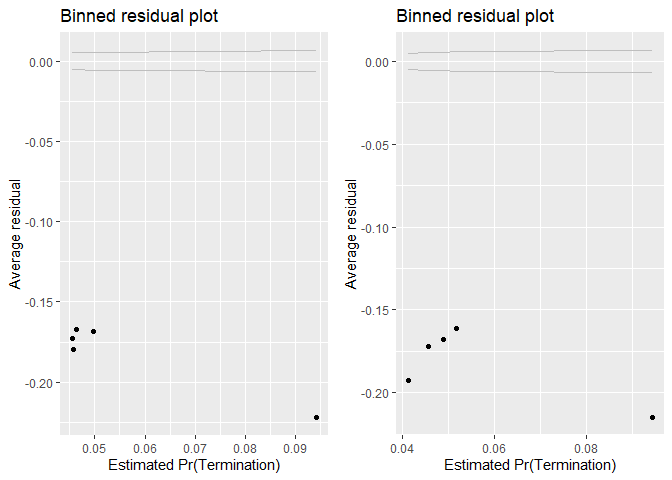 Binned residual plot
0.00
-0.05
-0.10
-0.15
-0.20
Average residual
0.05 0.06 0.07 0.08 0.09
Estimated Pr(Termination)
Binned residual plot
0.00
-0.05
-0.10
-0.15
-0.20
Average residual
0.04 0.06 0.08
Estimated Pr(Termination)